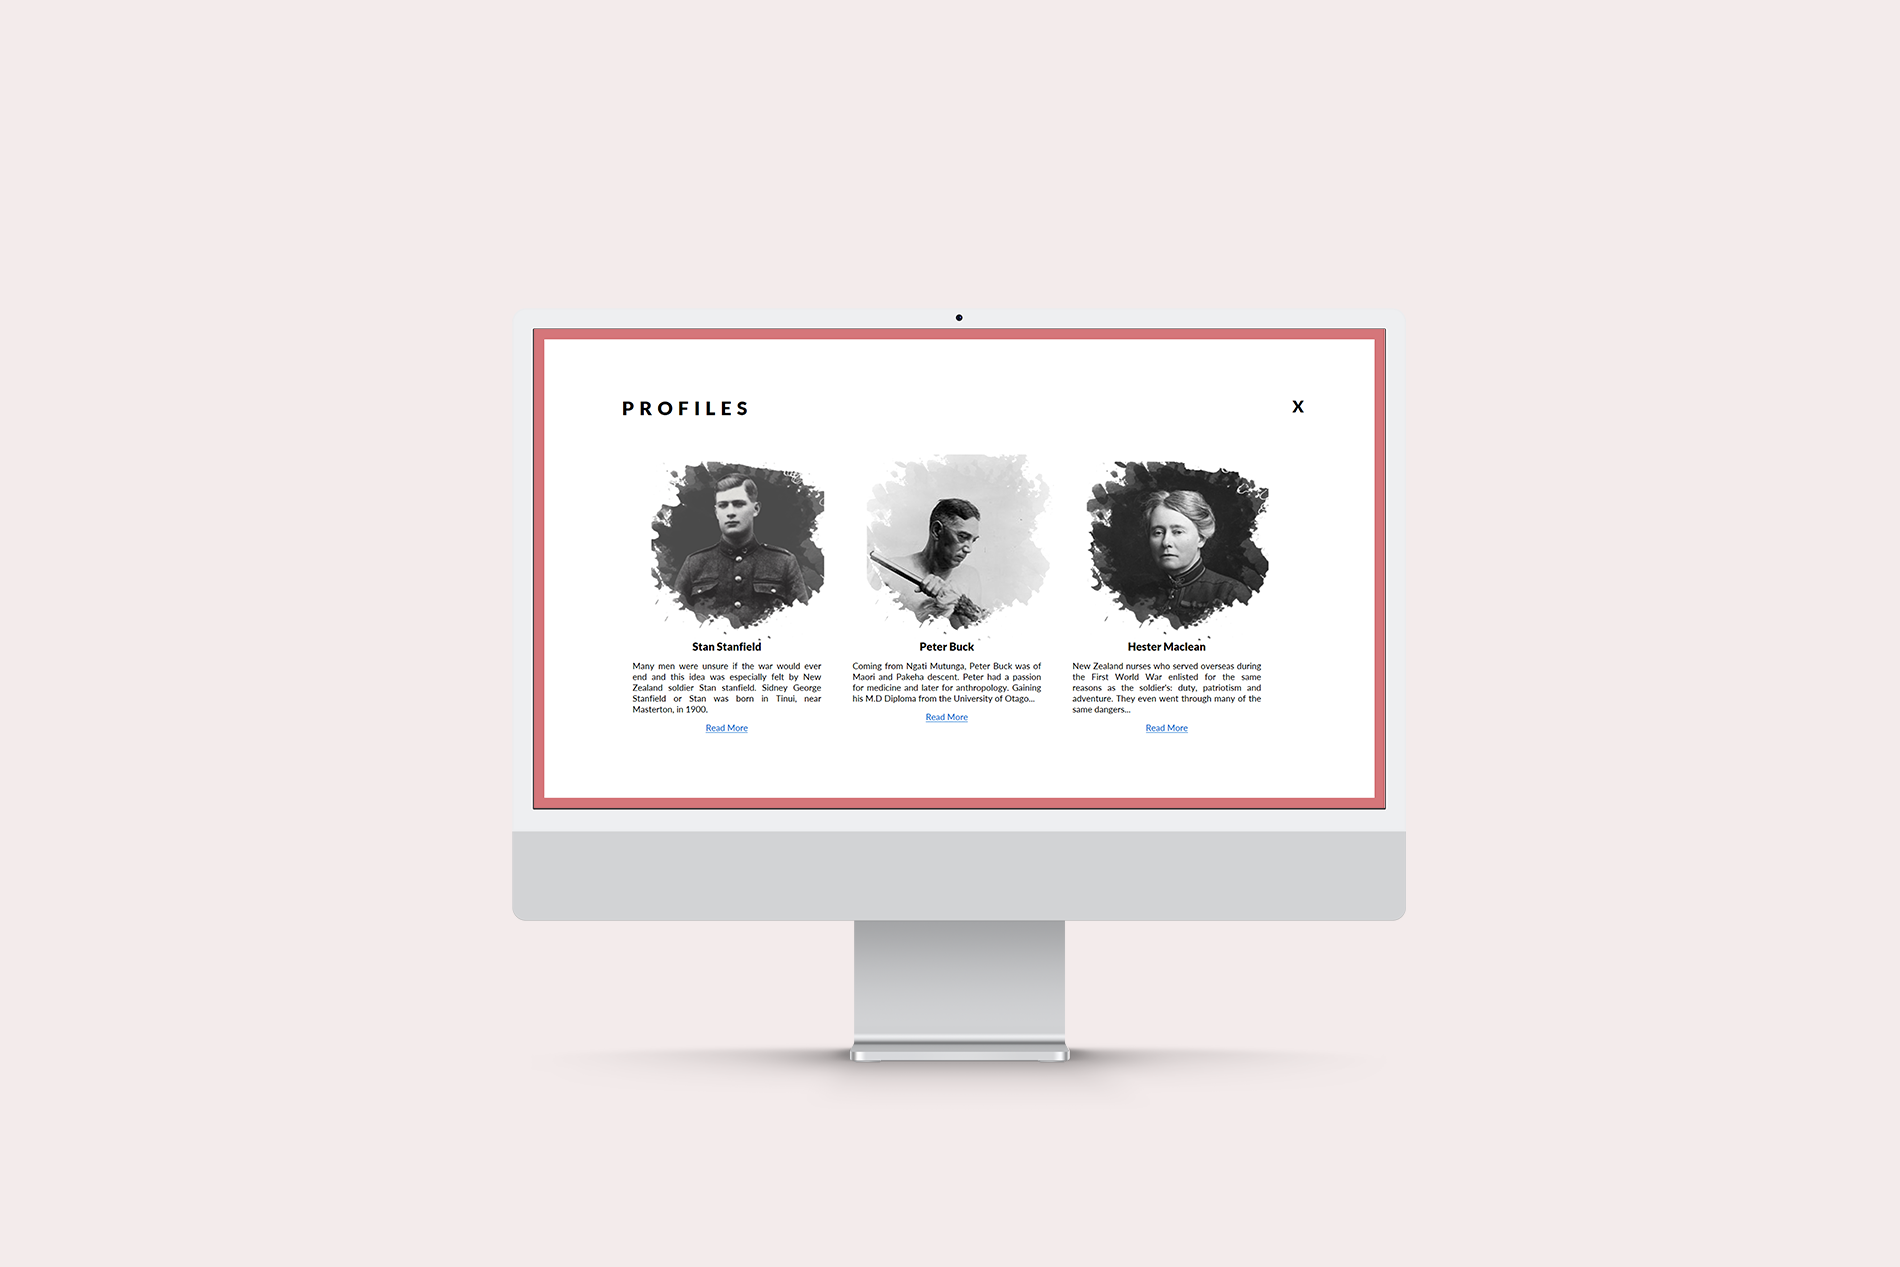 PROFILES
X
Stan Stanfield
Many men were unsure if the war would ever
end and this idea was especially felt by New
Zealand soldier Stan stanfield. Sidney George
Stanfield or Stan was born in Tinui, near
Masterton, in 1900.
Read More
Peter Buck
Coming from Ngati Mutunga, Peter Buck was of
Maori and Pakeha descent. Peter had a passion
for medicine and later for anthropology. Gaining
his M.D Diploma from the University of Otago...
Read More
Hester Maclean
New Zealand nurses who served overseas during
the First World War enlisted for the same
reasons as the soldier's: duty, patriotism and
adventure. They even went through many of the
same dangers...
Read More